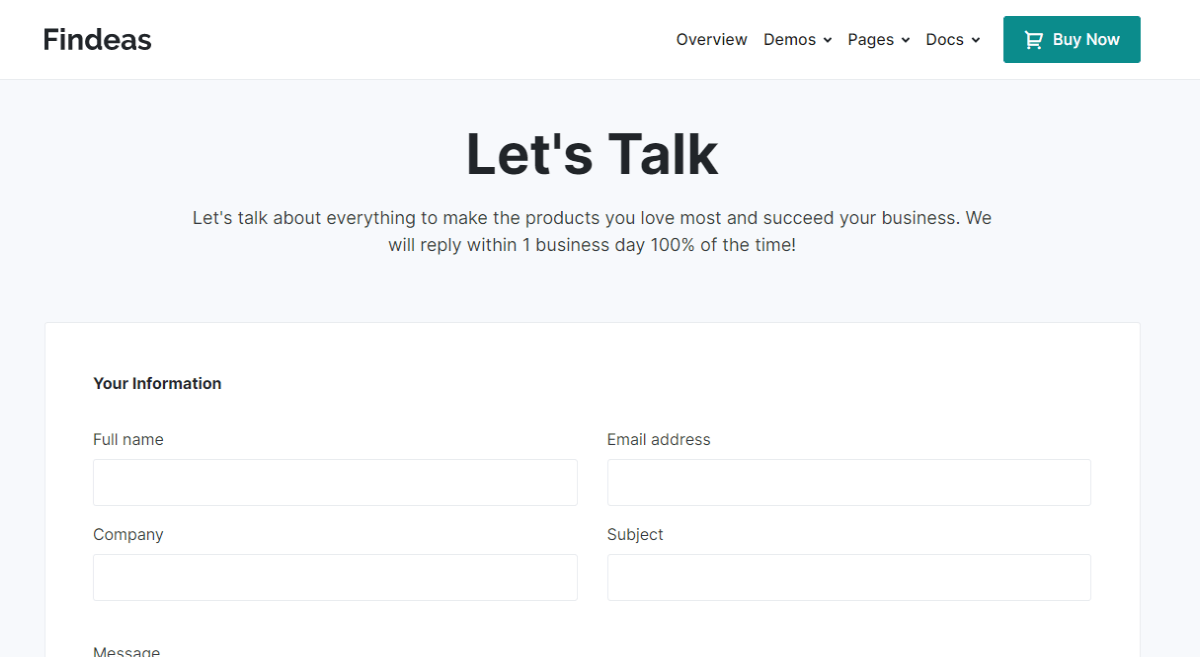 Findeas
Overview Demos Pages Docs Buy Now
Let's Talk
Let's talk about everything to make the products you love most and succeed your business. We
will reply within 1 business day 100% of the time!
Your Information
Full name Email address
Company Subject
Message